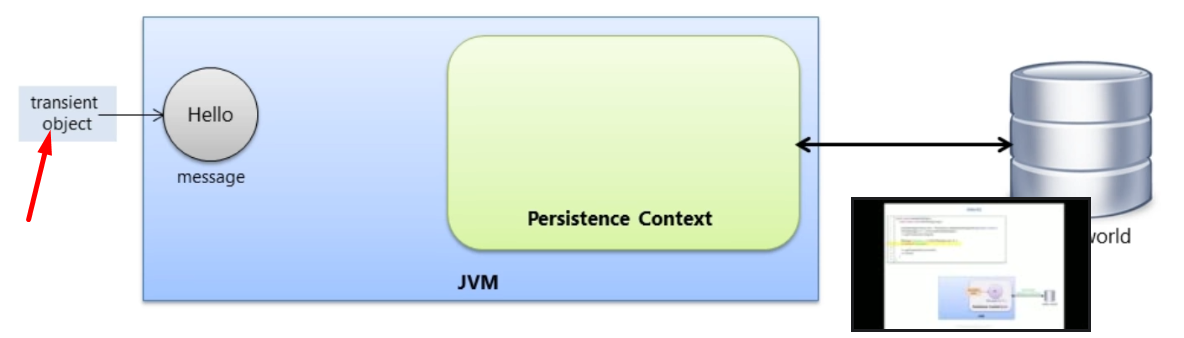 transient
object
Hello
message
Persistence Context
JVM
world